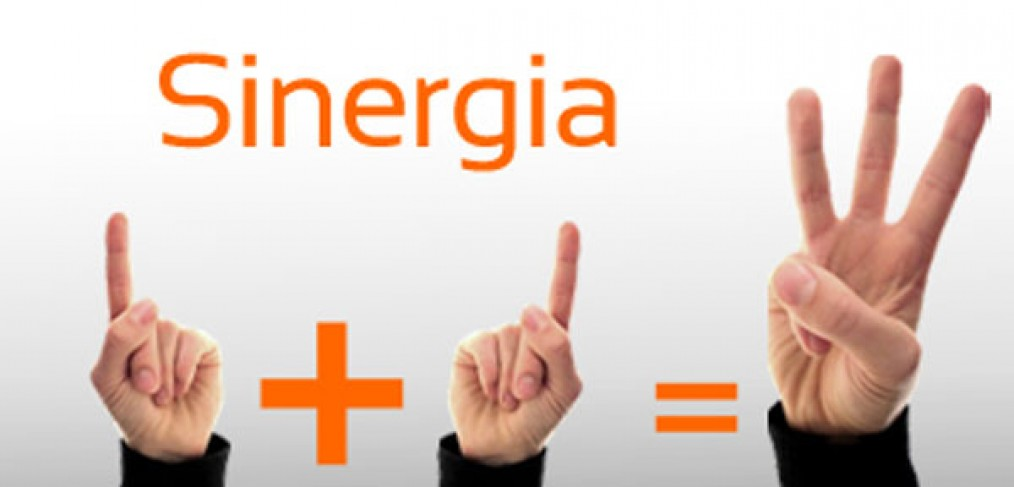 Sinergia
+ =